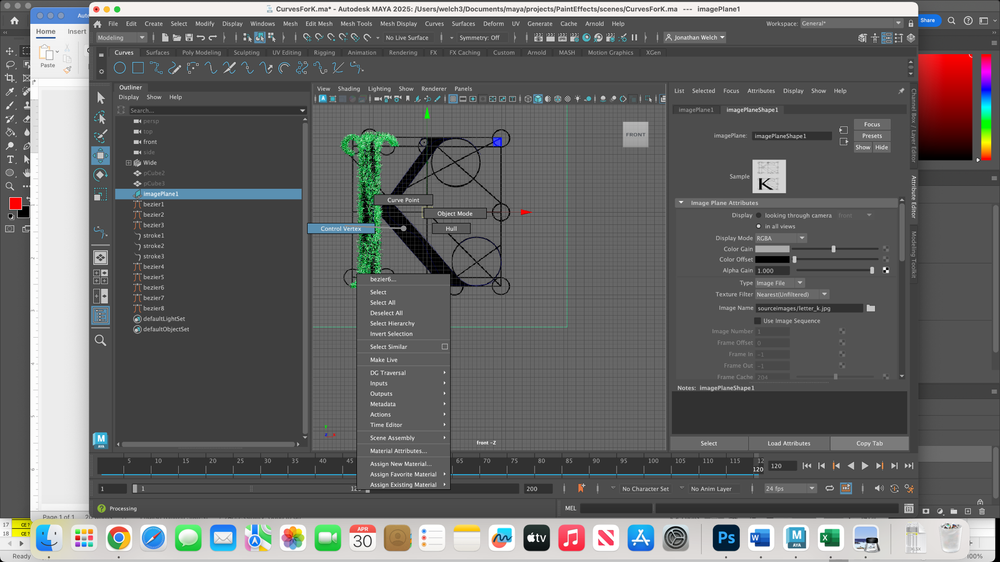 CurvesForK.ma* - Autodesk MAYA 2025: /Users/welch3/Documents/maya/projects/PaintEffects/scenes/CurvesForK.ma --- imagePlane1
File Edit Create Select Modify Display Windows Mesh Edit Mesh Mesh Tools Mesh Display Curves Surfaces Deform UV Generate Cache Arnold Help
Workspace: General*
Share
Home Insert
Modeling
No Live Surface
Symmetry: Off
IPR
Jonathan Welch
Curves Surfaces Poly Modeling Sculpting UV Editing Rigging Animation Rendering FX FX Caching Custom Arnold MASH Motion Graphics XGen
Paste
Outliner
Display Show Help
Search...
persp
top
front
side
Wide
pCube2
pCube3
imagePlane1
bezier1
bezier2
bezier3
stroke1
stroke2
stroke3
bezier4
bezier5
bezier6
bezier7
bezier8
defaultLightSet
defaultObjectSet
View Shading Lighting Show Renderer Panels
FRONT
Curve Point
Object Mode
Control Vertex
Hull
bezier6...
Select
Select All
Deselect All
Select Hierarchy
Invert Selection
Select Similar
Make Live
DG Traversal
Inputs
Outputs
Metadata
Actions
Time Editor
Scene Assembly
Material Attributes...
Assign New Material...
Assign Favorite Material
Assign Existing Material
y
z x
front -Z
List Selected Focus Attributes Display Show Help
imagePlane1 imagePlaneShape1
imagePlane: imagePlaneShape1
Focus
Presets
Show Hide
Sample
K
Image Plane Attributes
Display looking through camera front
in all views
Display Mode RGBA
Color Gain
Color Offset
Alpha Gain 1.000
Type Image File
Texture Filter Nearest(Unfiltered)
Image Name sourceimages/letter_k.jpg
Use Image Sequence
Image Number 1
Frame Offset 0
Frame In -1
Frame Out -1
Frame Cache 204
Notes: imagePlaneShape1
Select Load Attributes Copy Tab
Channel Box / Layer Editor
Attribute Editor
Modeling Toolkit
M
AYA
5 10 15 20 25 30 35 40 45 65 70 75 80 85 90 95 100 105 110 115 12
120
120
1 1 12 200
No Character Set
No Anim Layer
24 fps
Processing
MEL
Page 1 of 1
17 CE ?
18 CE ?
Ready
100%
APR
30
tv
Ps
W
M
AYA
X
XLSX